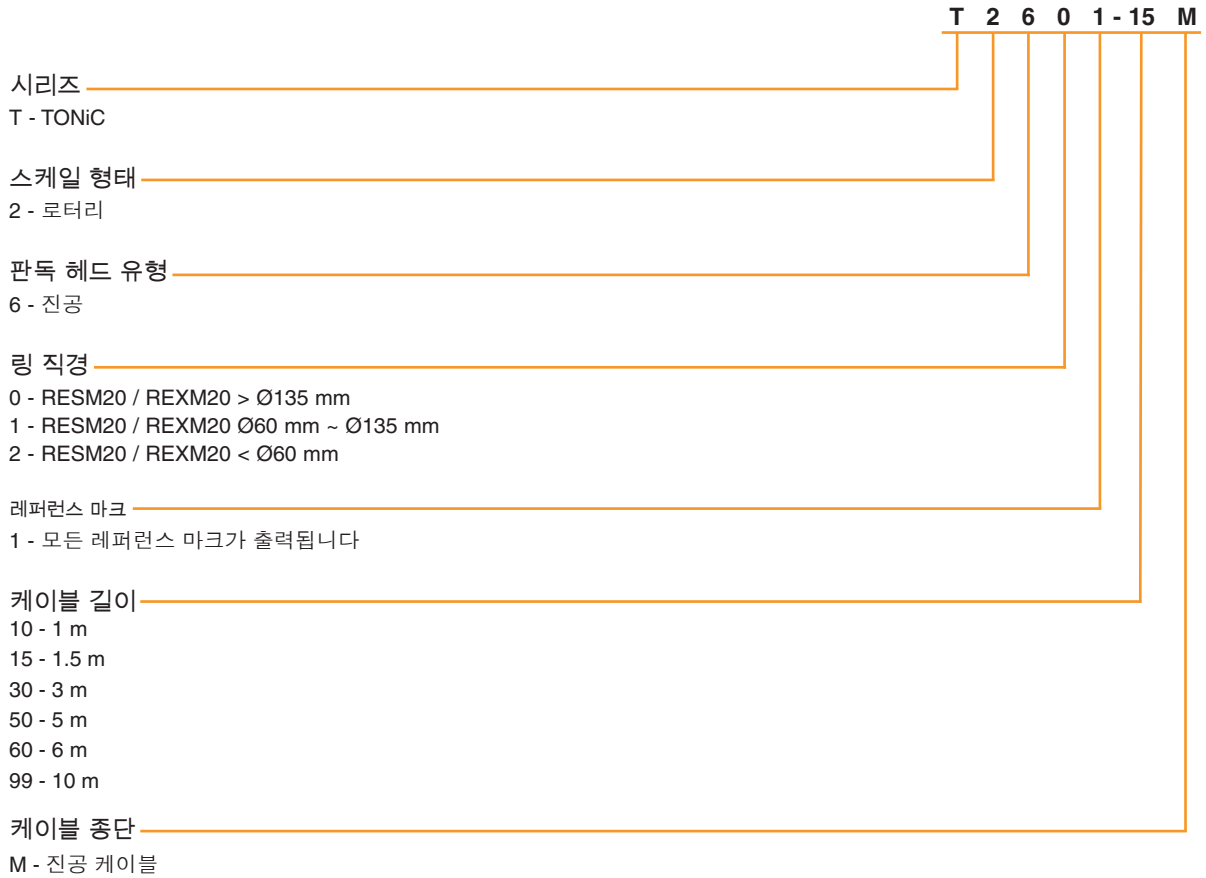 T 2 6 0 1 - 15 M
시리즈
T - TONiC
스케일 형태
2 - 로터리
판독 헤드 유형
6 - 진공
링 직경
0 - RESM20 / REXM20 > Ø135 mm
1 - RESM20 / REXM20 Ø60 mm ~ Ø135 mm
2 - RESM20 / REXM20 < Ø60 mm
레퍼런스 마크
1 - 모든 레퍼런스 마크가 출력됩니다
케이블 길이
10 - 1 m
15 - 1.5 m
30 - 3 m
50 - 5 m
60 - 6 m
99 - 10 m
케이블 종단
M - 진공 케이블